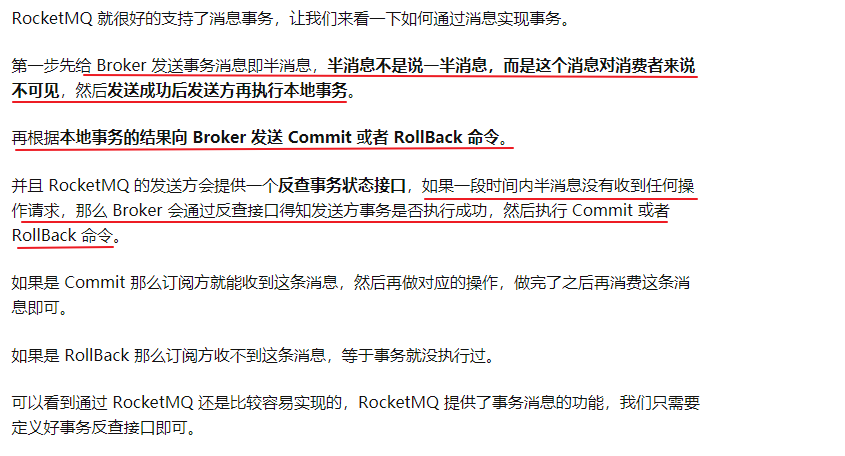 RocketMQ 就很好的支持了消息事务，让我们来看一下如何通过消息实现事务。
第一步先给 Broker 发送事务消息即半消息，半消息不是说一半消息，而是这个消息对消费者来说
不可见，然后发送成功后发送方再执行本地事务。
再根据本地事务的结果向 Broker 发送 Commit 或者 RollBack 命令。
并且 RocketMQ 的发送方会提供一个反查事务状态接口，如果一段时间内半消息没有收到任何操
作请求，那么 Broker 会通过反查接口得知发送方事务是否执行成功，然后执行 Commit 或者
RollBack 命令。
如果是 Commit 那么订阅方就能收到这条消息，然后再做对应的操作，做完了之后再消费这条消
息即可。
如果是 RollBack 那么订阅方收不到这条消息，等于事务就没执行过。
可以看到通过 RocketMQ 还是比较容易实现的，RocketMQ 提供了事务消息的功能，我们只需要
定义好事务反查接口即可。